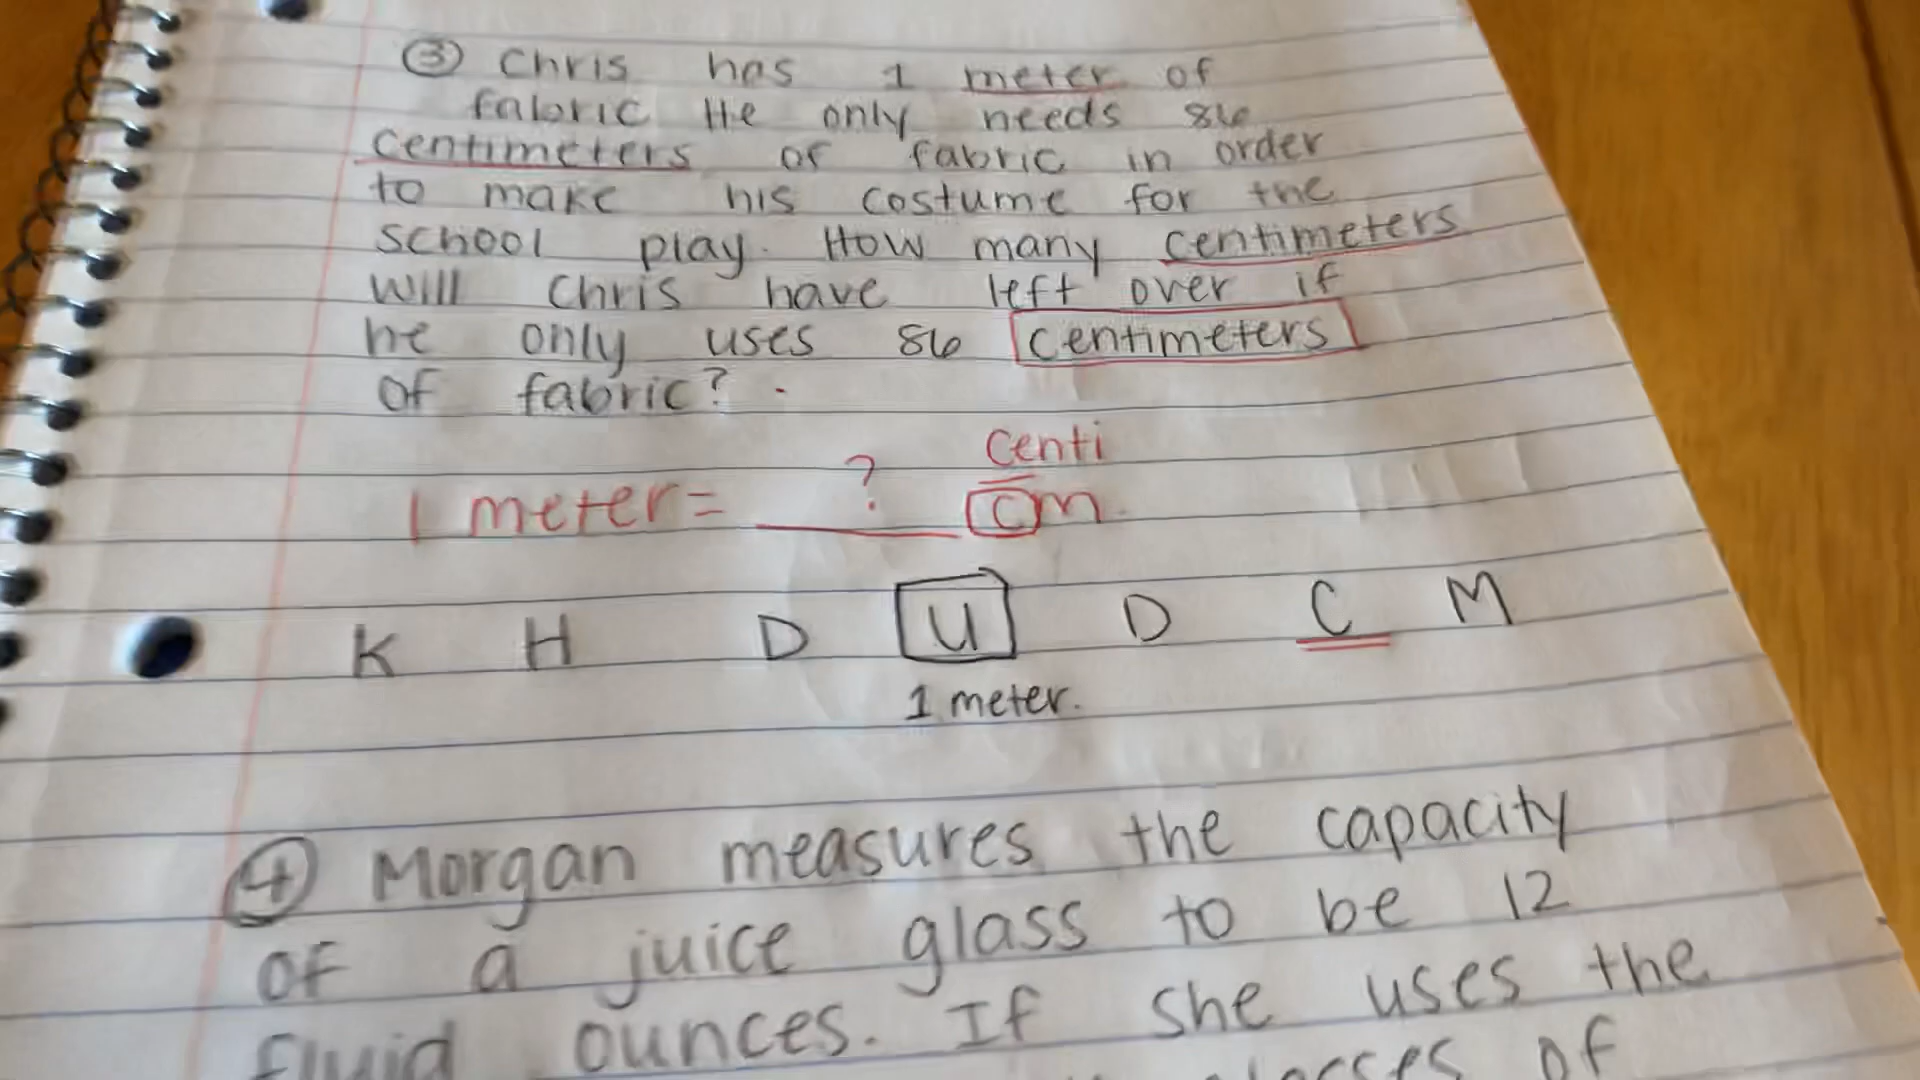 ③ Chris has 1 meter of
fabric He only needs 86
centimeters of fabric in order
to make his costume for the
school play. How many centimeters
will Chris have left over if
he only uses 86 centimeters
of fabric?
centi
1 meter = ? cm.
K H D U D C M
1 meter.
④ Morgan measures the capacity
of a juice glass to be 12
fluid ounces. If she uses the
glasses of